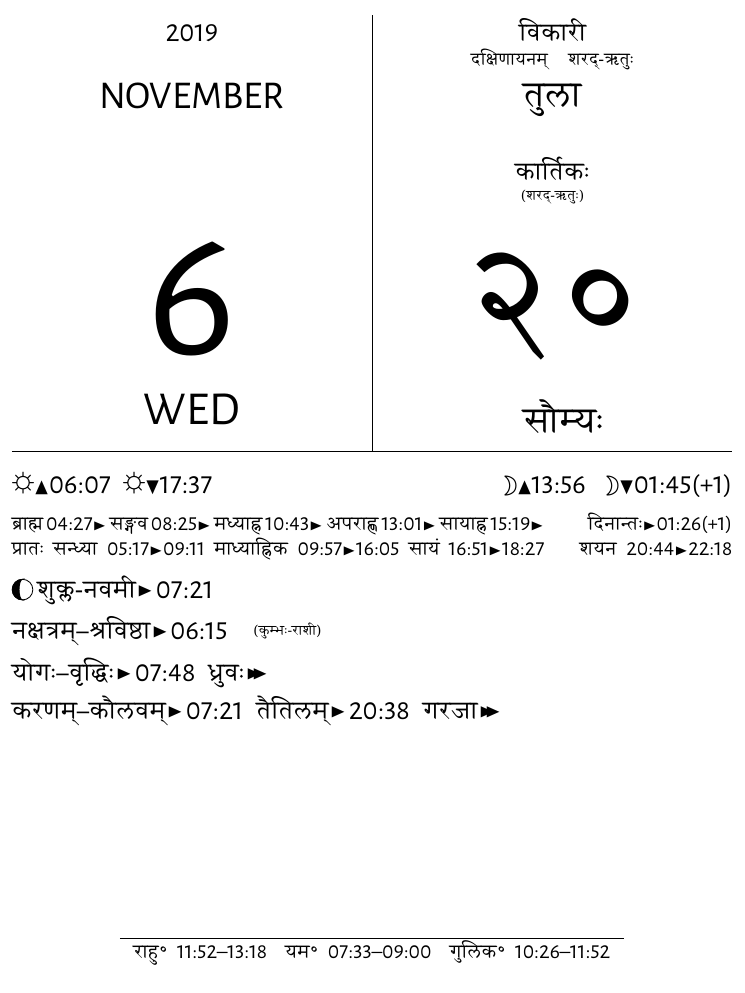 2019
NOVEMBER
6
WED
विकारी
दक्षिणायनम् शरद्-ऋतुः
तुला
कार्तिकः
(शरद्-ऋतुः)
२०
सौम्यः
☼▲06:07 ☼▼17:37 ☽▲13:56 ☽▼01:45(+1)
ब्राह्म 04:27► सङ्गव 08:25► मध्याह्न 10:43► अपराह्ण 13:01► सायाह्न 15:19► दिनान्तः►01:26(+1)
प्रातः सन्ध्या 05:17►09:11 माध्याह्निक 09:57►16:05 सायं 16:51►18:27 शयन 20:44►22:18
शुक्ल-नवमी► 07:21
नक्षत्रम्–श्रविष्ठा► 06:15 (कुम्भः-राशी)
योगः–वृद्धिः► 07:48 ध्रुवः►►
करणम्–कौलवम्► 07:21 तैतिलम्► 20:38 गरजा►►
राहु° 11:52–13:18 यम° 07:33–09:00 गुलिक° 10:26–11:52